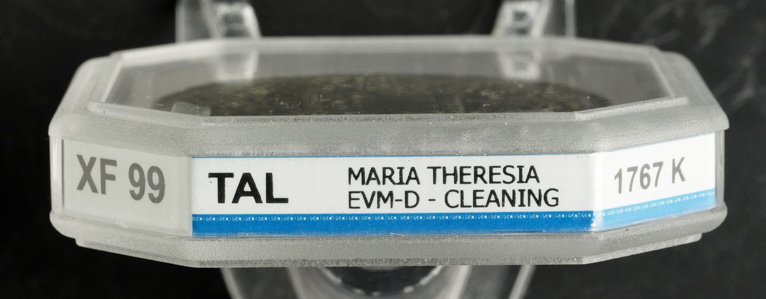 XF 99
TAL
MARIA THERESIA
EVM-D - CLEANING
1767 K